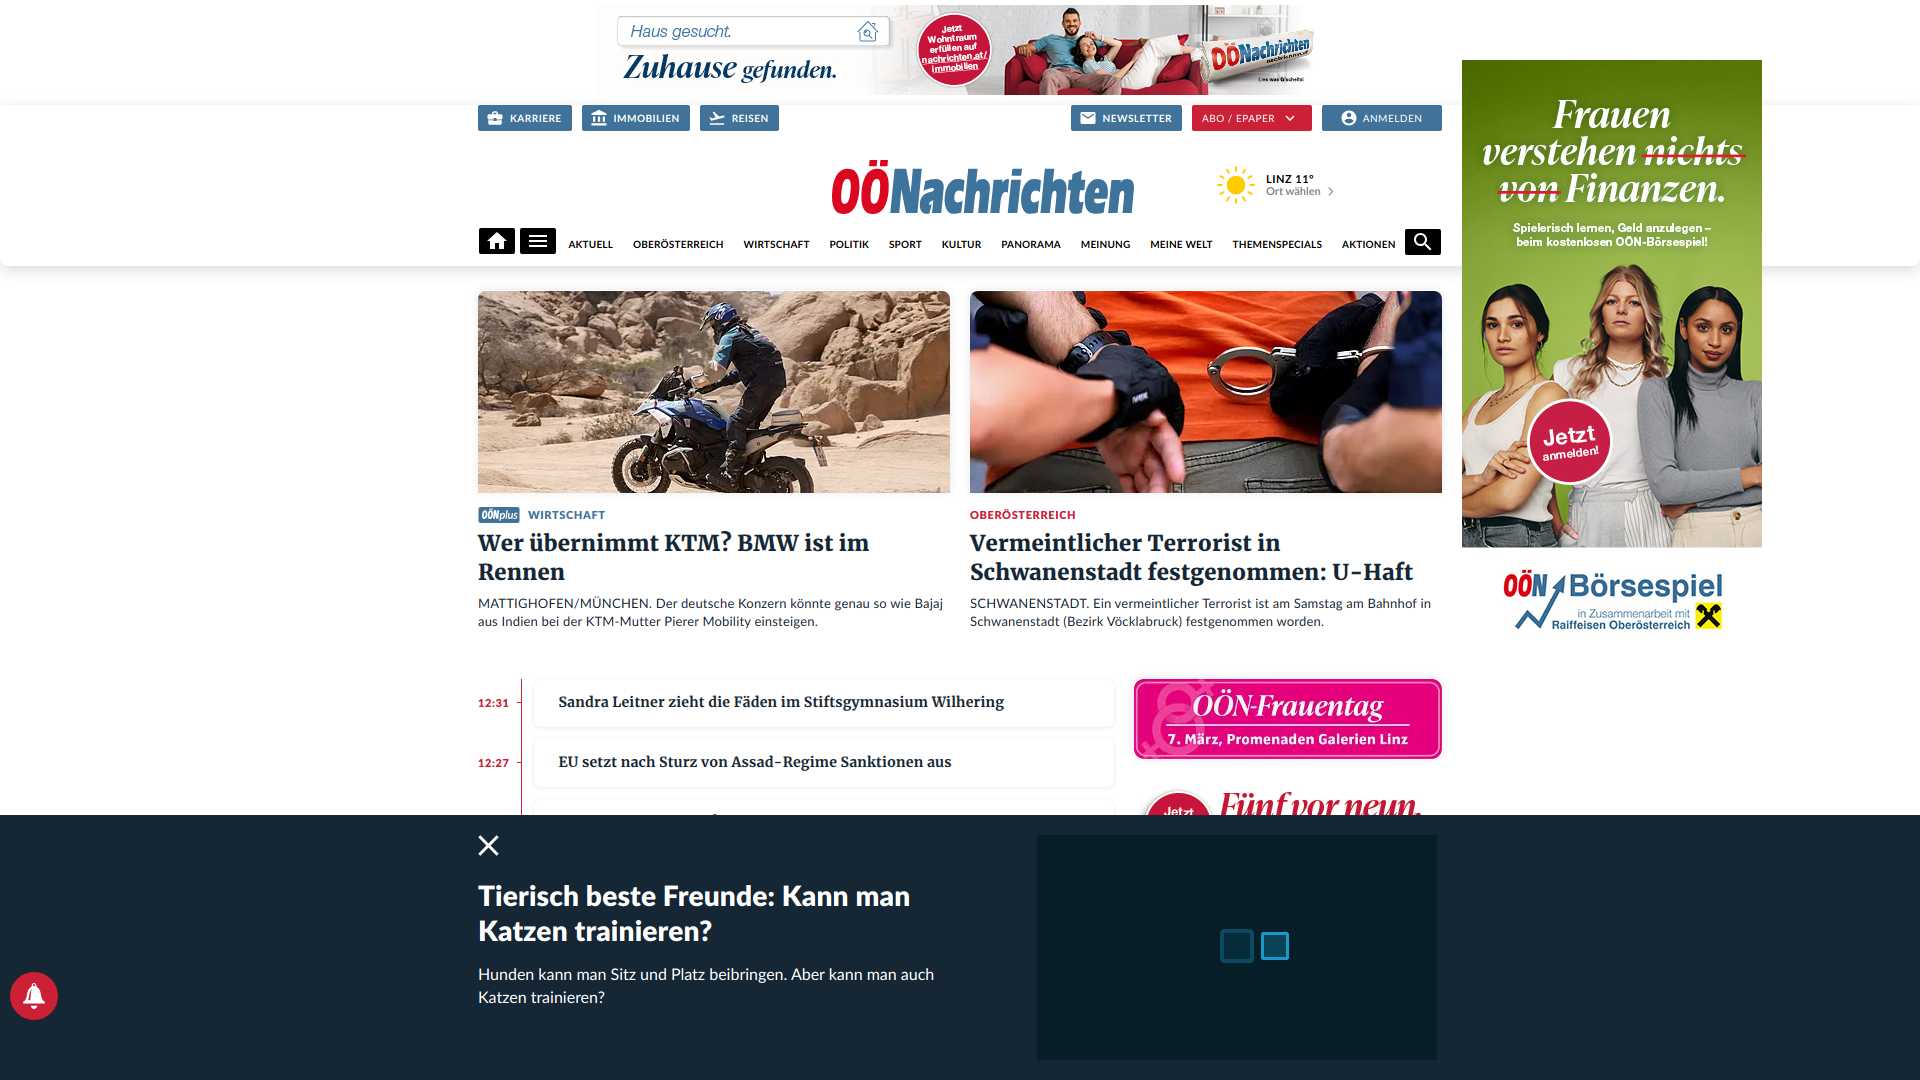 Haus gesucht.
Zuhause gefunden.
Jetzt
Wohntraum
erfüllen auf
nachrichten.at/
immobilien
OÖNachrichten
Lies was G'scheits!
KARRIERE
IMMOBILIEN
REISEN
NEWSLETTER
ABO / EPAPER
ANMELDEN
OÖNachrichten
LINZ 11°
Ort wählen
AKTUELL
OBERÖSTERREICH
WIRTSCHAFT
POLITIK
SPORT
KULTUR
PANORAMA
MEINUNG
MEINE WELT
THEMENSPECIALS
AKTIONEN
Frauen
verstehen nichts
von Finanzen.
Spielerisch lernen, Geld anzulegen –
beim kostenlosen OÖN-Börsespiel!
Jetzt
anmelden!
OÖN Börsespiel
in Zusammenarbeit mit
Raiffeisen Oberösterreich
OÖNplus WIRTSCHAFT
Wer übernimmt KTM? BMW ist im
Rennen
MATTIGHOFEN/MÜNCHEN. Der deutsche Konzern könnte genau so wie Bajaj
aus Indien bei der KTM-Mutter Pierer Mobility einsteigen.
OBERÖSTERREICH
Vermeintlicher Terrorist in
Schwanenstadt festgenommen: U-Haft
SCHWANENSTADT. Ein vermeintlicher Terrorist ist am Samstag am Bahnhof in
Schwanenstadt (Bezirk Vöcklabruck) festgenommen worden.
12:31
Sandra Leitner zieht die Fäden im Stiftsgymnasium Wilhering
12:27
EU setzt nach Sturz von Assad-Regime Sanktionen aus
OÖN-Frauentag
7. März, Promenaden Galerien Linz
Jetzt
Fünf vor neun.
Tierisch beste Freunde: Kann man
Katzen trainieren?
Hunden kann man Sitz und Platz beibringen. Aber kann man auch
Katzen trainieren?